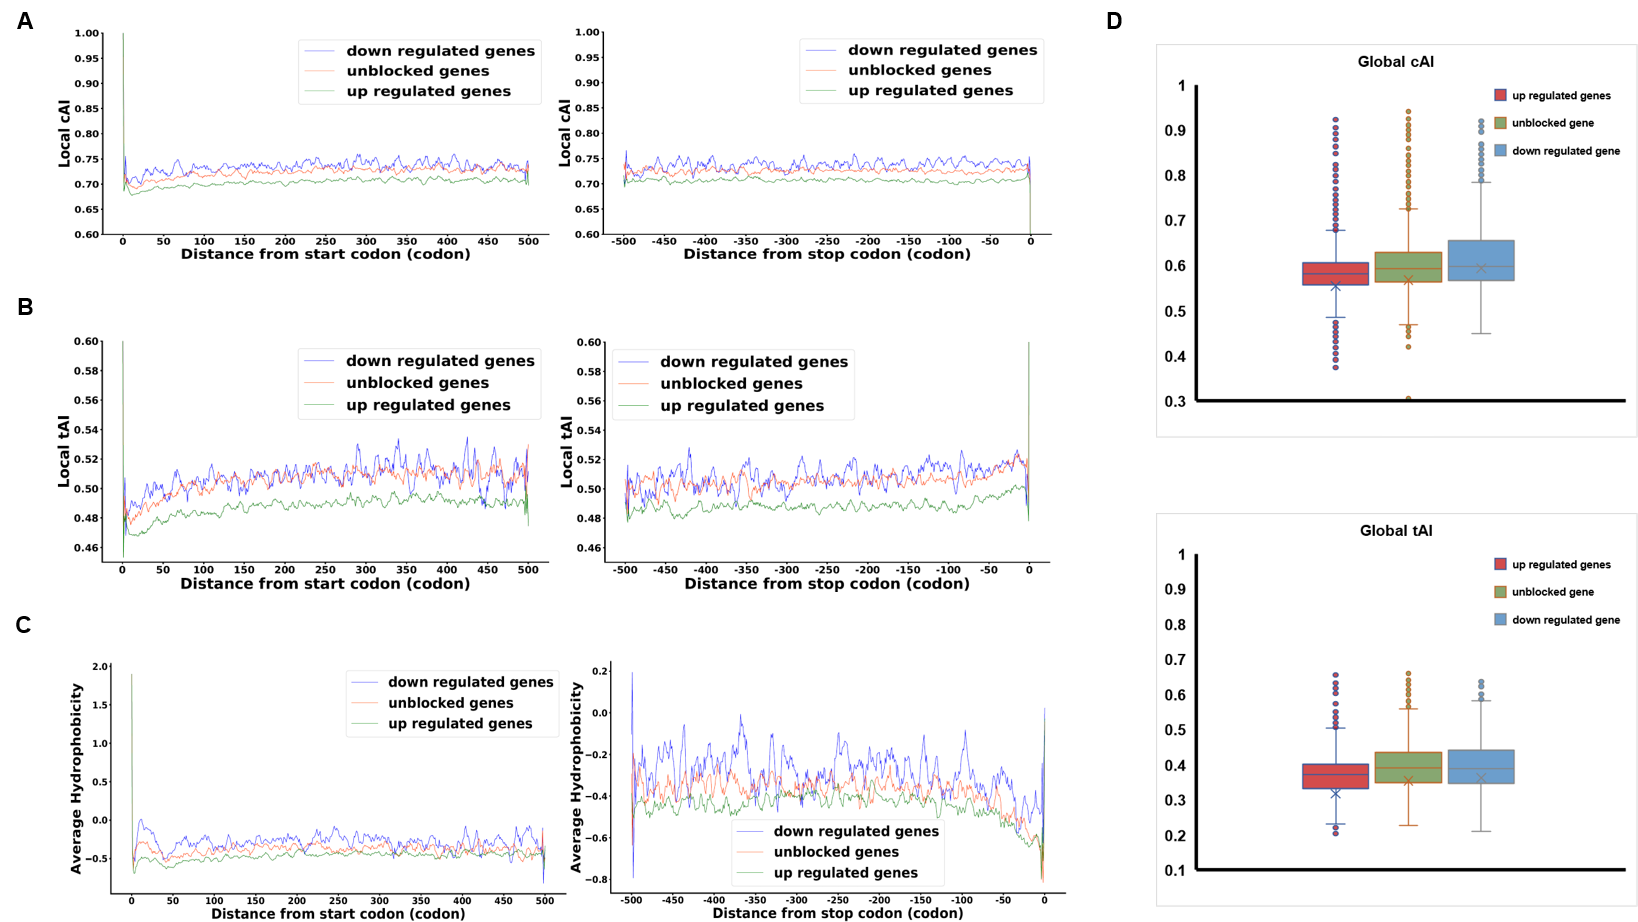 A
1.00
0.95
0.90
0.85
0.80
0.75
0.70
0.65
0.60
Local cAI
down regulated genes
unblocked genes
up regulated genes
0 50 100 150 200 250 300 350 400 450 500
Distance from start codon (codon)
1.00
0.95
0.90
0.85
0.80
0.75
0.70
0.65
0.60
Local cAI
down regulated genes
unblocked genes
up regulated genes
-500 -450 -400 -350 -300 -250 -200 -150 -100 -50 0
Distance from stop codon (codon)
B
0.60
0.58
0.56
0.54
0.52
0.50
0.48
0.46
Local tAI
down regulated genes
unblocked genes
up regulated genes
0 50 100 150 200 250 300 350 400 450 500
Distance from start codon (codon)
0.60
0.58
0.56
0.54
0.52
0.50
0.48
0.46
Local tAI
down regulated genes
unblocked genes
up regulated genes
-500 -450 -400 -350 -300 -250 -200 -150 -100 -50 0
Distance from stop codon (codon)
C
2.0
1.5
1.0
0.5
0.0
−0.5
Average Hydrophobicity
down regulated genes
unblocked genes
up regulated genes
0 50 100 150 200 250 300 350 400 450 500
Distance from start codon (codon)
0.2
0.0
−0.2
−0.4
−0.6
−0.8
Average Hydrophobicity
down regulated genes
unblocked genes
up regulated genes
-500 -450 -400 -350 -300 -250 -200 -150 -100 -50 0
Distance from stop codon (codon)
D
Global cAI
1
0.9
0.8
0.7
0.6
0.5
0.4
0.3
up regulated genes
unblocked gene
down regulated gene
Global tAI
1
0.9
0.8
0.7
0.6
0.5
0.4
0.3
0.2
0.1
up regulated genes
unblocked gene
down regulated gene